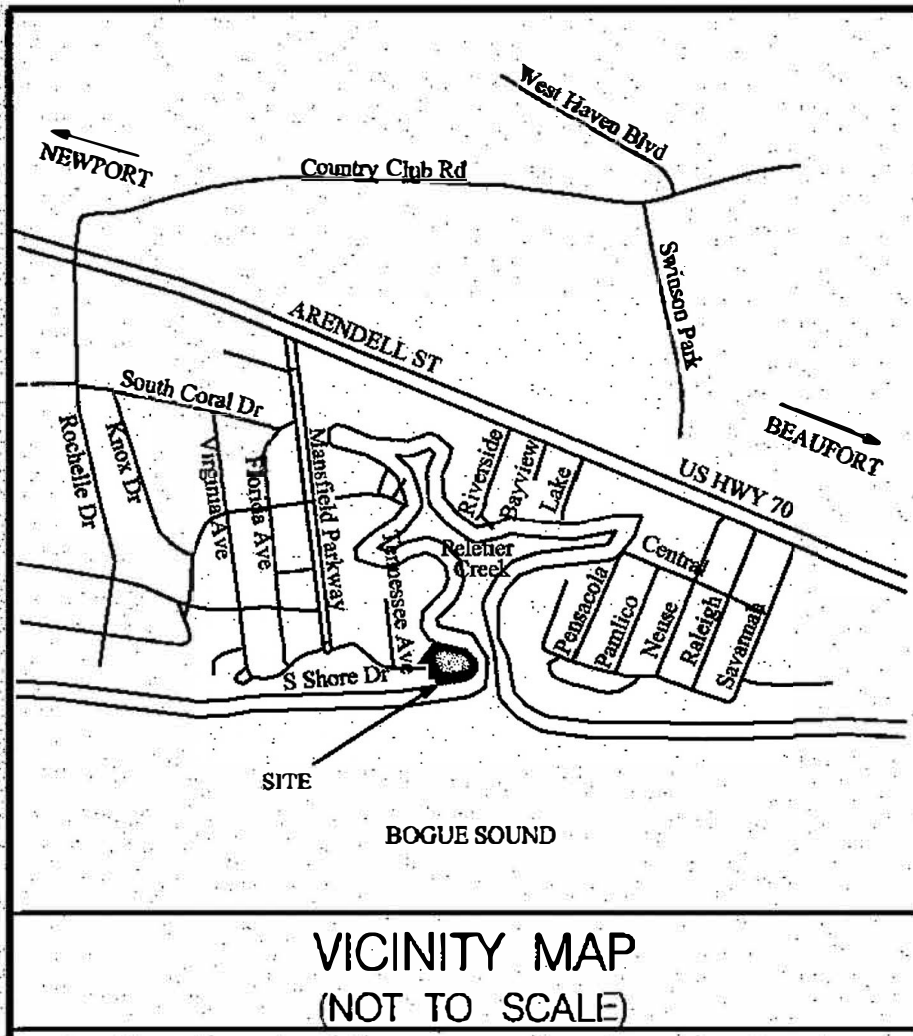 West Haven Blvd
NEWPORT
Country Club Rd
Swinson Park
ARENDELL ST
South Coral Dr
BEAUFORT
Rochelle Dr
Knox Dr
Virginia Ave
Florida Ave
Mansfield Parkway
Riverside
Bayview
Lake
US HWY 70
Tennessee Ave
Peletier
Creek
Central
Pensacola
Pamlico
Neuse
Raleigh
Savannah
S Shore Dr
SITE
BOGUE SOUND
VICINITY MAP
(NOT TO SCALE)